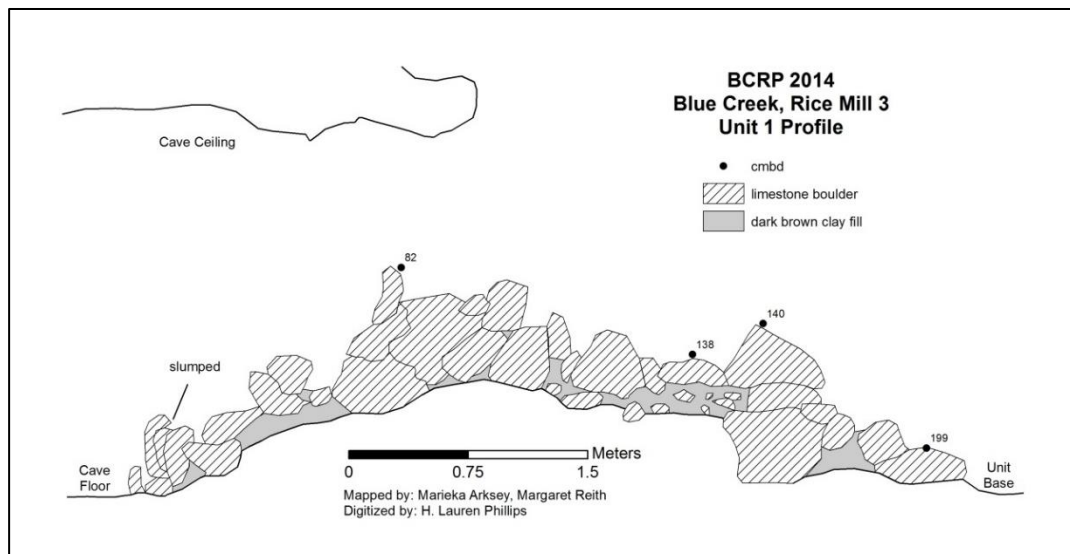 BCRP 2014
Blue Creek, Rice Mill 3
Unit 1 Profile
cmbd
limestone boulder
dark brown clay fill
Cave Ceiling
82
140
138
slumped
199
Cave
Floor
Unit
Base
Meters
0 0.75 1.5
Mapped by: Marieka Arksey, Margaret Reith
Digitized by: H. Lauren Phillips